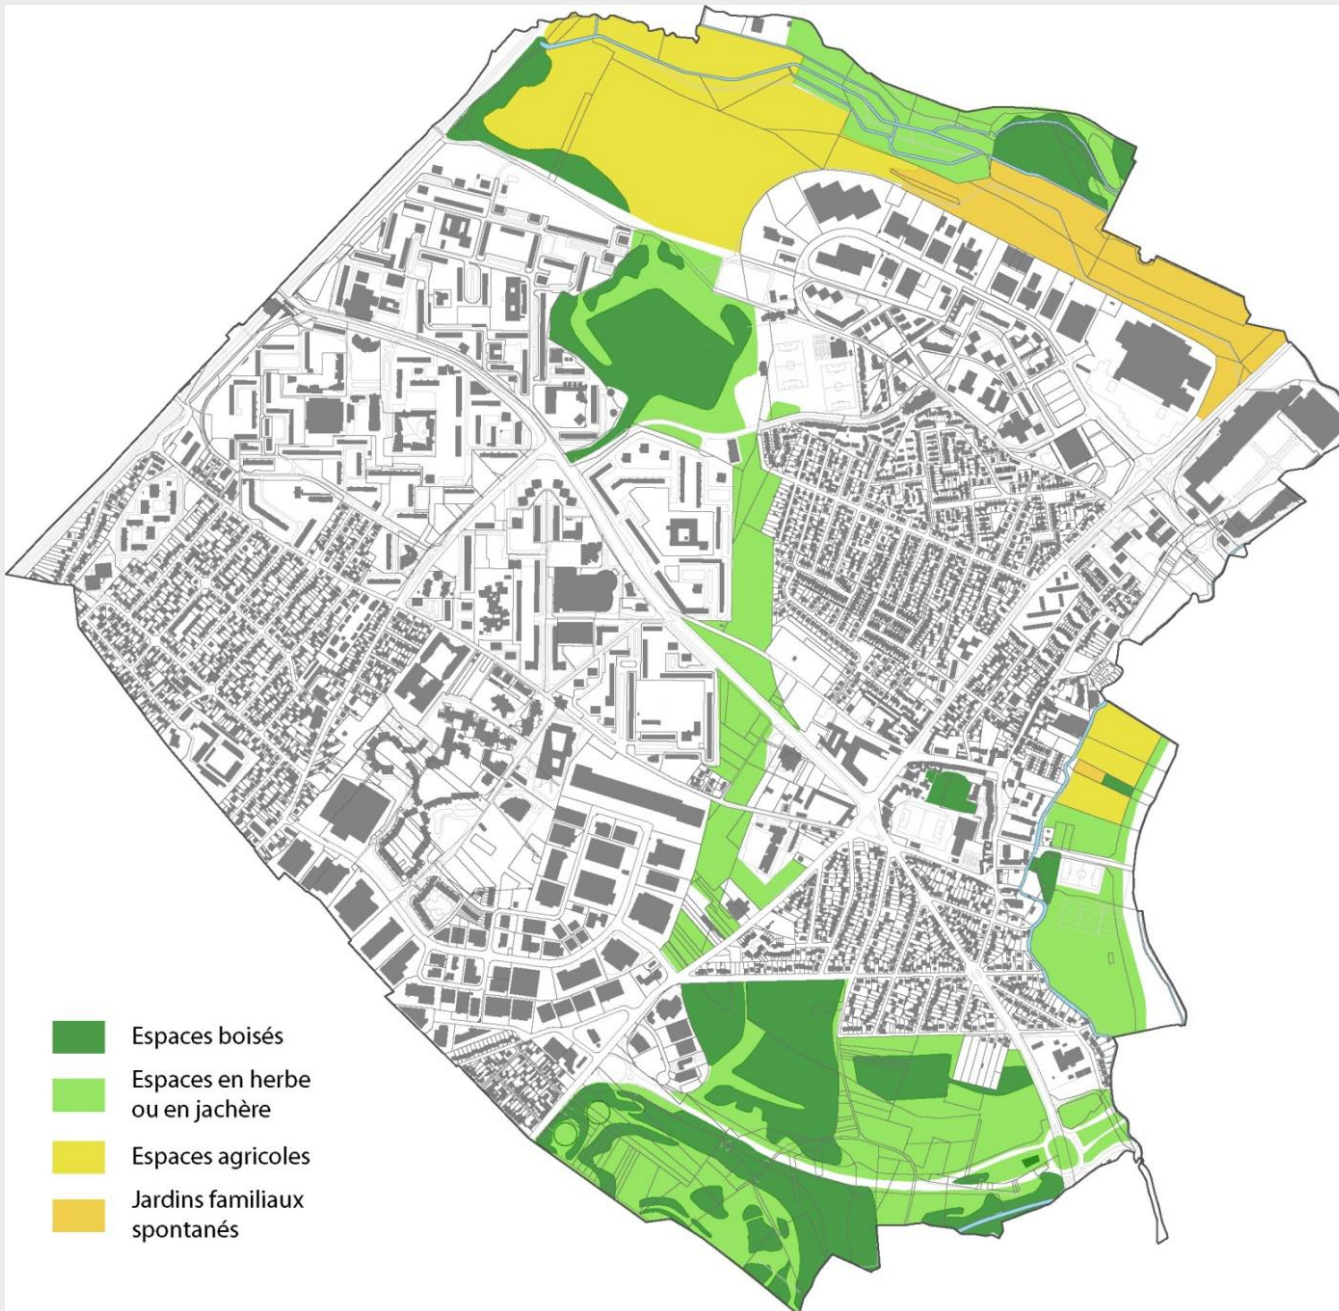 Espaces boisés
Espaces en herbe
ou en jachère
Espaces agricoles
Jardins familiaux
spontanés